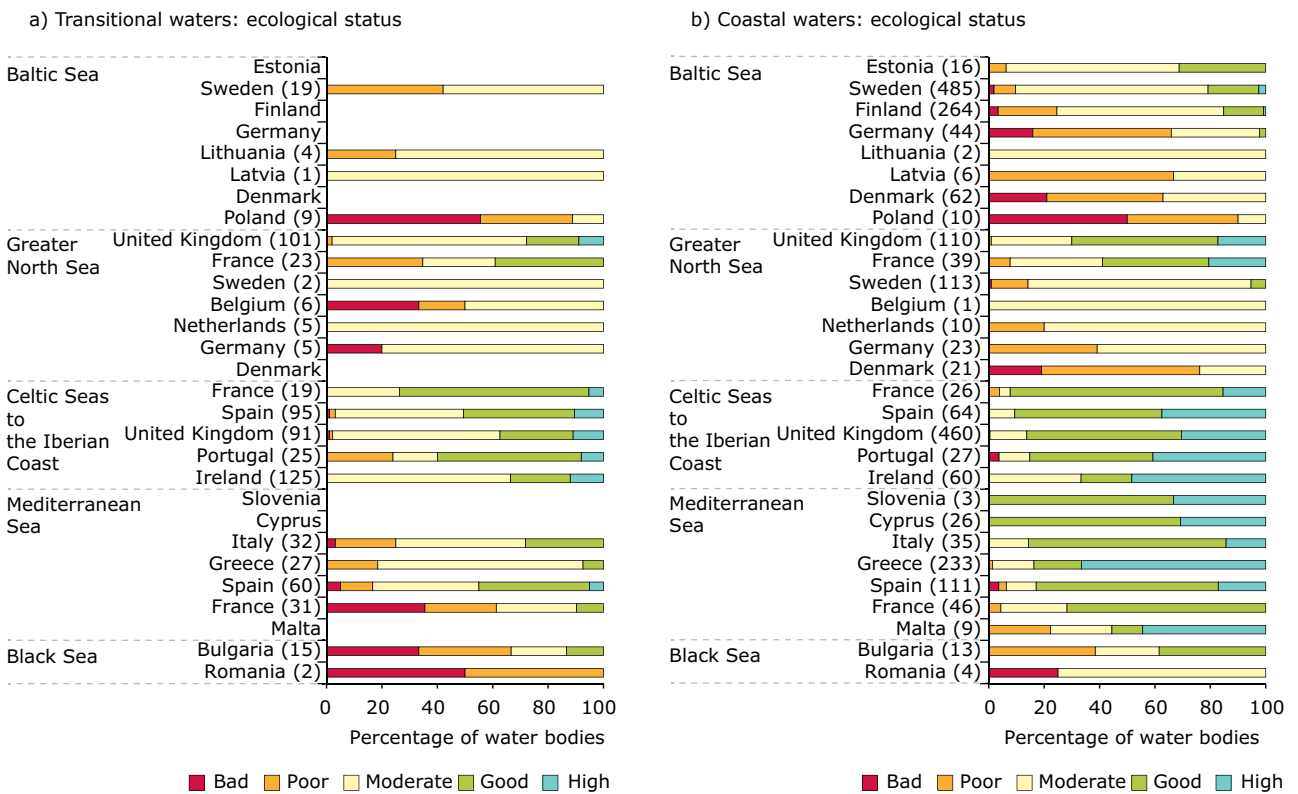 a) Transitional waters: ecological status
Baltic Sea
Estonia
Sweden (19)
Finland
Germany
Lithuania (4)
Latvia (1)
Denmark
Poland (9)
Greater
North Sea
United Kingdom (101)
France (23)
Sweden (2)
Belgium (6)
Netherlands (5)
Germany (5)
Denmark
Celtic Seas
to
the Iberian
Coast
France (19)
Spain (95)
United Kingdom (91)
Portugal (25)
Ireland (125)
Mediterranean
Sea
Slovenia
Cyprus
Italy (32)
Greece (27)
Spain (60)
France (31)
Malta
Black Sea
Bulgaria (15)
Romania (2)
0 20 40 60 80 100
Percentage of water bodies
Bad Poor Moderate Good High
b) Coastal waters: ecological status
Baltic Sea
Estonia (16)
Sweden (485)
Finland (264)
Germany (44)
Lithuania (2)
Latvia (6)
Denmark (62)
Poland (10)
Greater
North Sea
United Kingdom (110)
France (39)
Sweden (113)
Belgium (1)
Netherlands (10)
Germany (23)
Denmark (21)
Celtic Seas
to
the Iberian
Coast
France (26)
Spain (64)
United Kingdom (460)
Portugal (27)
Ireland (60)
Mediterranean
Sea
Slovenia (3)
Cyprus (26)
Italy (35)
Greece (233)
Spain (111)
France (46)
Malta (9)
Black Sea
Bulgaria (13)
Romania (4)
0 20 40 60 80 100
Percentage of water bodies
Bad Poor Moderate Good High